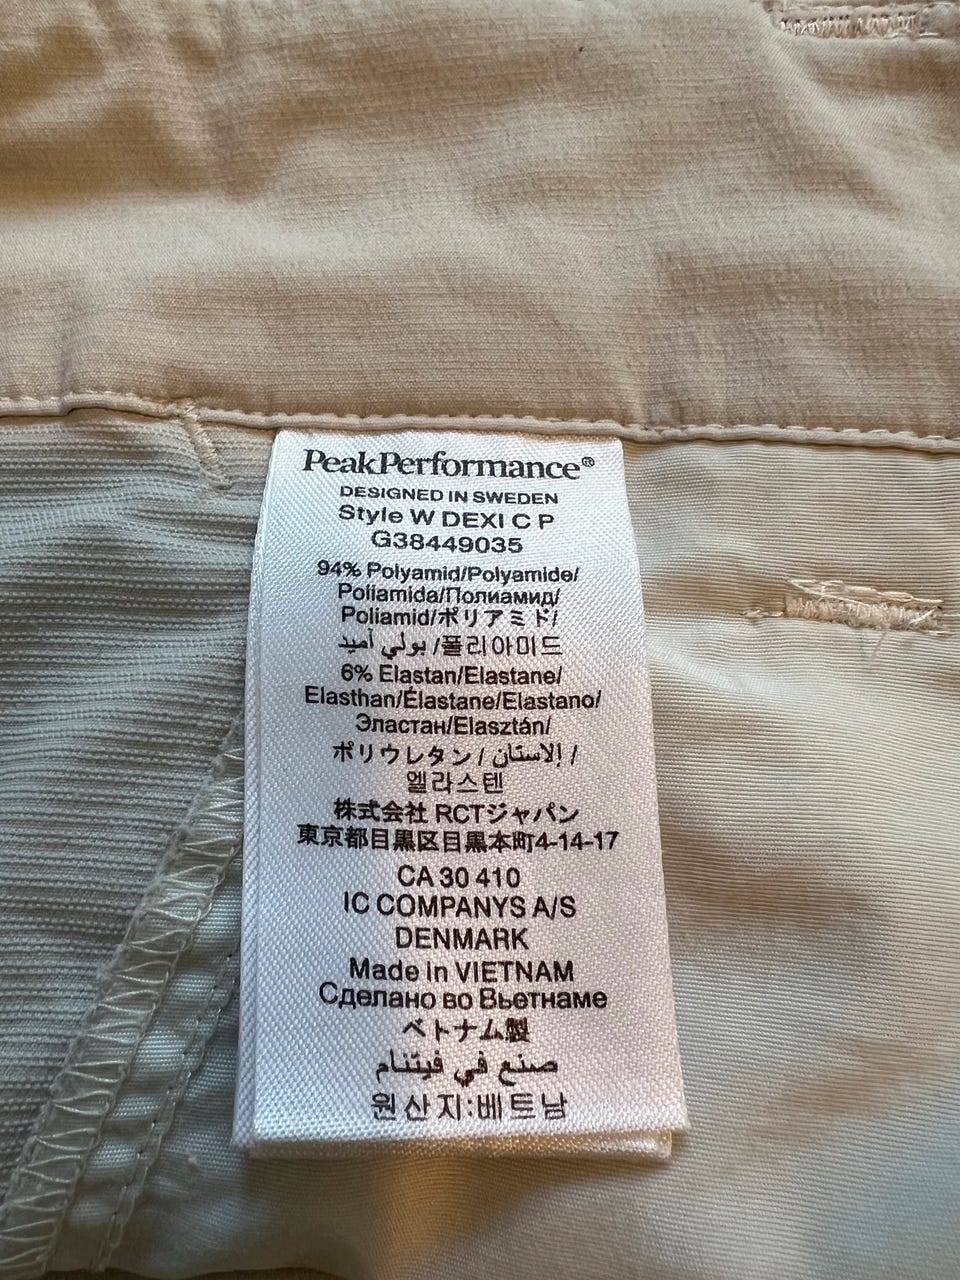 PeakPerformance®
DESIGNED IN SWEDEN
Style W DEXI C P
G38449035
94% Polyamid/Polyamide/
Poliamida/Полиамид/
Poliamid/ポリアミド/
بولي أميد /폴리아미드
6% Elastan/Elastane/
Elasthan/Élastane/Elastano/
Эластан/Elasztán/
ポリウレタン/ إلاستان /
엘라스텐
株式会社 RCTジャパン
東京都目黒区目黒本町4-14-17
CA 30 410
IC COMPANYS A/S
DENMARK
Made in VIETNAM
Сделано во Вьетнаме
ベトナム製
صنع في فيتنام
원산지:베트남